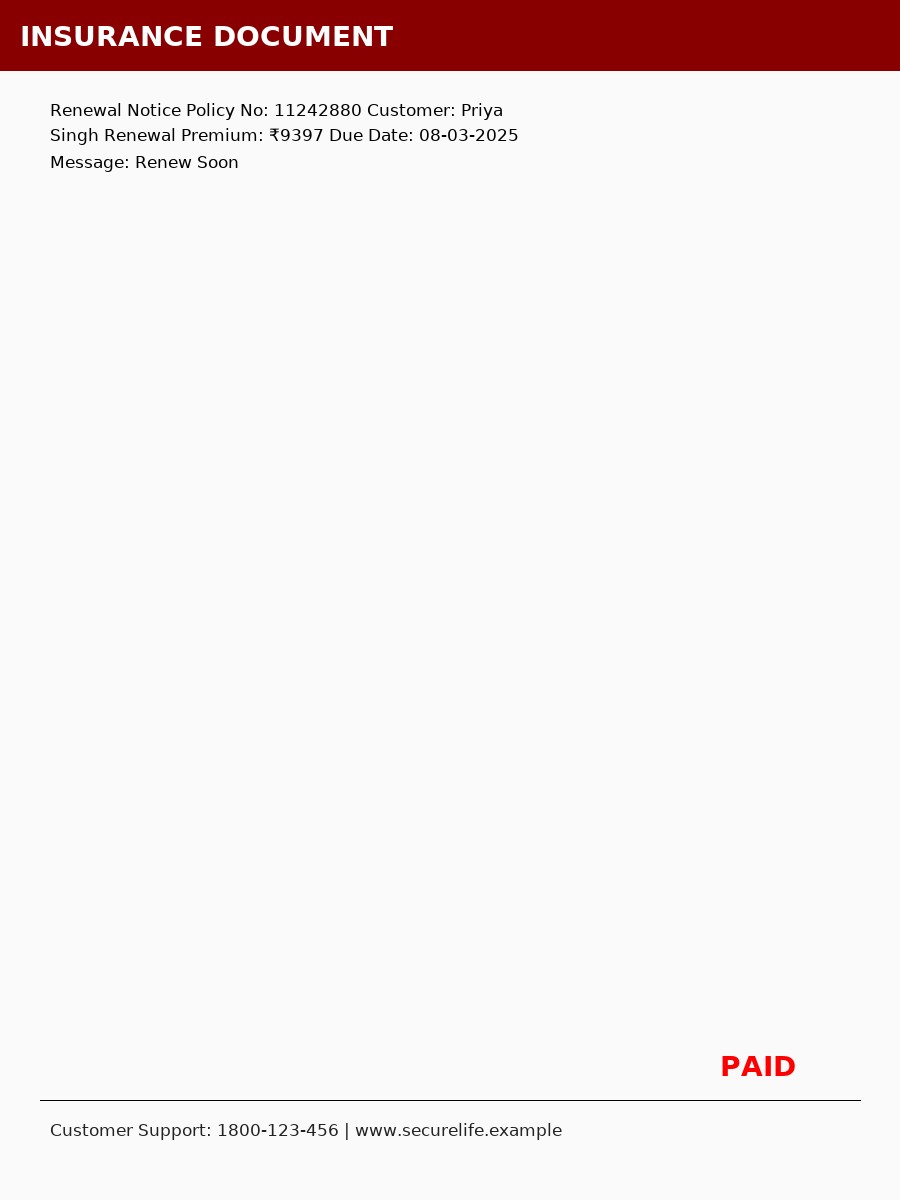 INSURANCE DOCUMENT
Renewal Notice Policy No: 11242880 Customer: Priya
Singh Renewal Premium: ₹9397 Due Date: 08-03-2025
Message: Renew Soon
PAID
Customer Support: 1800-123-456 | www.securelife.example